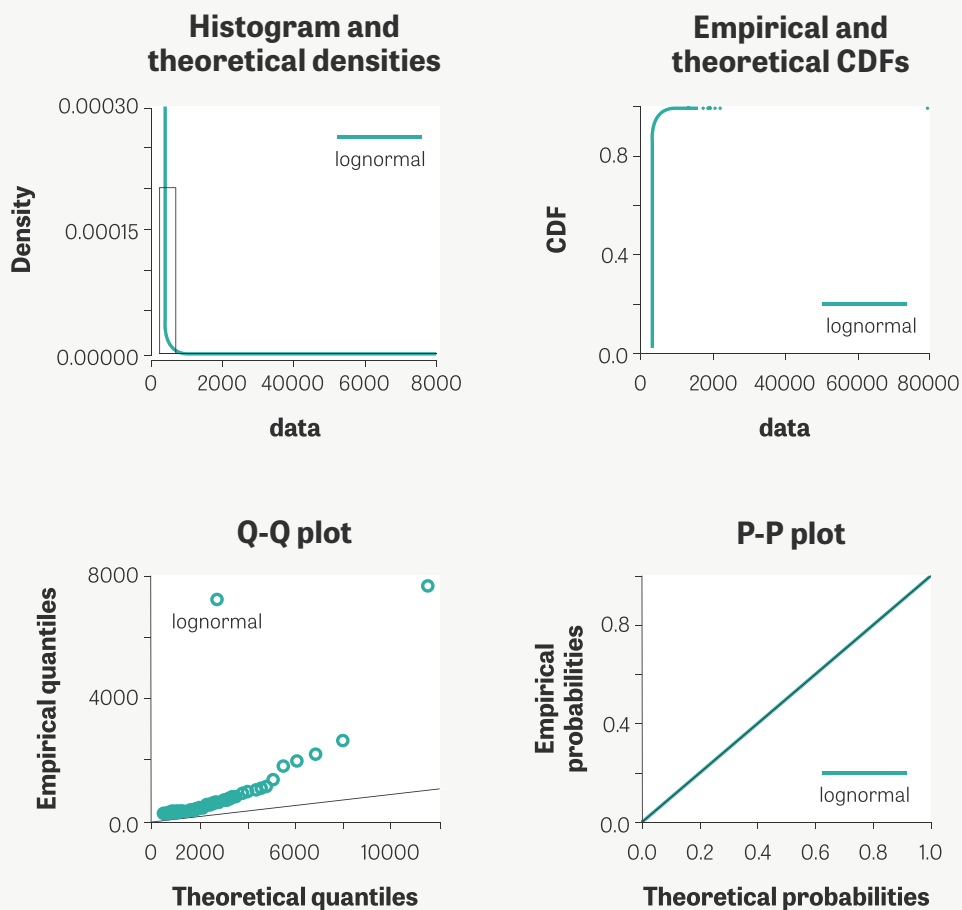 Histogram and
theoretical densities
Density
0.00030
0.00015
0.00000
0 2000 40000 6000 8000
data
lognormal
Empirical and
theoretical CDFs
CDF
0.8
0.4
0.0
0 2000 40000 60000 80000
data
lognormal
Q-Q plot
Empirical quantiles
8000
4000
0.0
0 2000 6000 10000
Theoretical quantiles
lognormal
P-P plot
Empirical
probabilities
0.8
0.4
0.0
0.0 0.2 0.4 0.6 0.8 1.0
Theoretical probabilities
lognormal